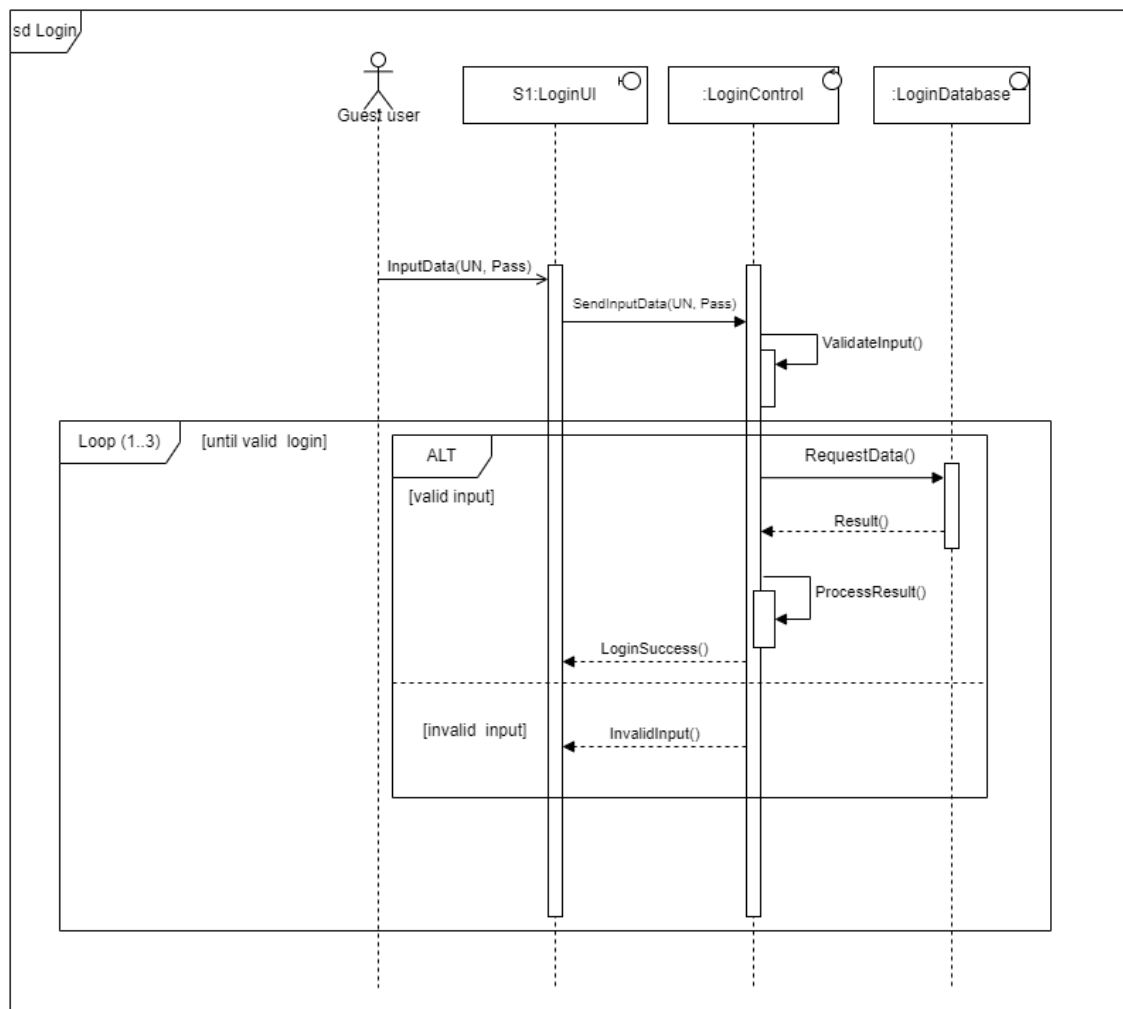 sd Login
Guest user
S1:LoginUI
:LoginControl
:LoginDatabase
InputData(UN, Pass)
SendInputData(UN, Pass)
ValidateInput()
Loop (1..3)
[until valid  login]
ALT
RequestData()
[valid input]
Result()
ProcessResult()
LoginSuccess()
[invalid  input]
InvalidInput()